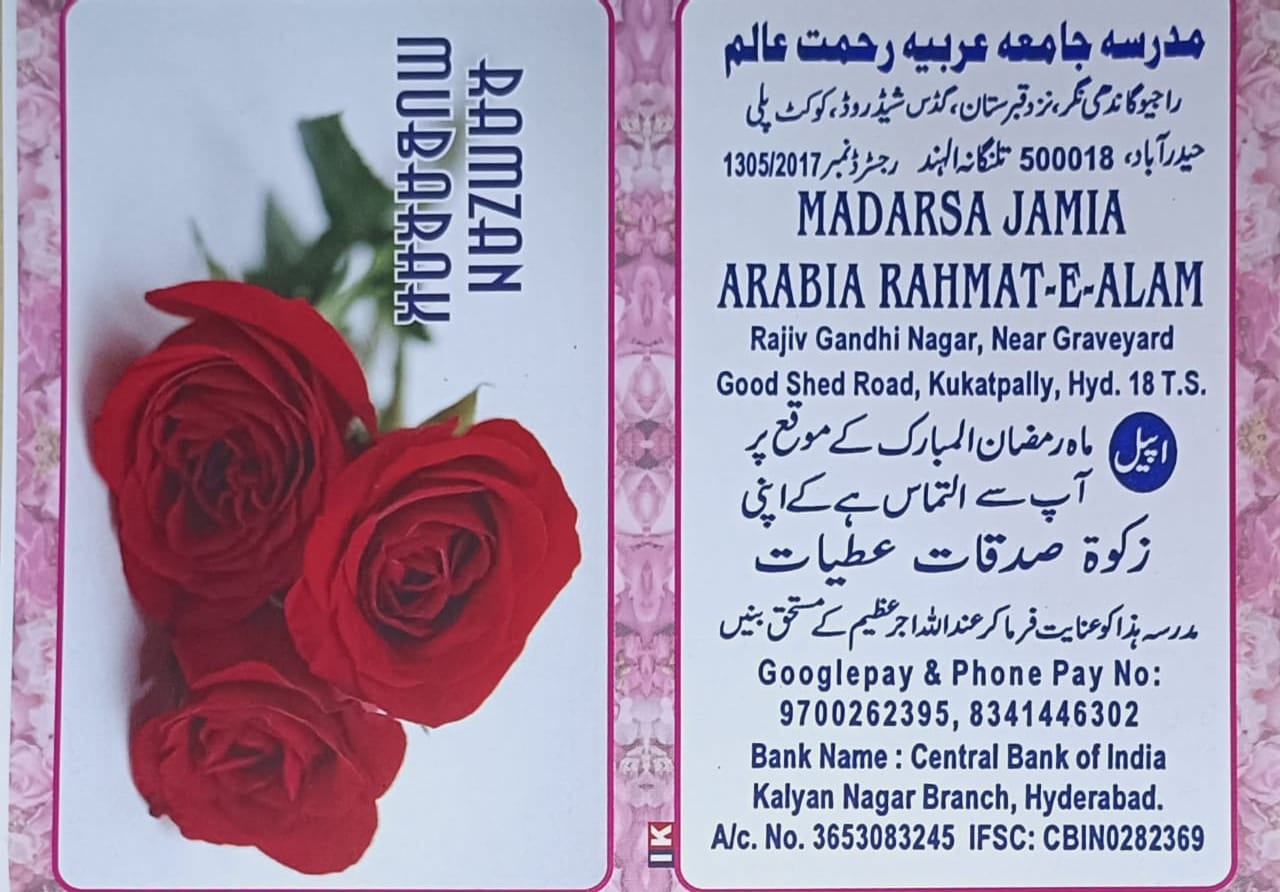 RAMZAN
MUBARAK
مدرسہ جامعہ عربیہ رحمت عالم
راجیو گاندھی نگر، نزد قبرستان، گڈس شیڈ روڈ، کوکٹ پلی
حیدرآباد، 500018 تلنگانہ الہند رجسٹرڈ نمبر 1305/2017
MADARSA JAMIA
ARABIA RAHMAT-E-ALAM
Rajiv Gandhi Nagar, Near Graveyard
Good Shed Road, Kukatpally, Hyd. 18 T.S.
اپیل
ماہ رمضان المبارک کے موقع پر
آپ سے التماس ہے کے اپنی
زکوۃ صدقات عطیات
مدرسہ ہذا کو عنایت فرما کر عنداللہ اجر عظیم کے مستحق بنیں
Googlepay & Phone Pay No:
9700262395, 8341446302
Bank Name : Central Bank of India
Kalyan Nagar Branch, Hyderabad.
A/c. No. 3653083245 IFSC: CBIN0282369
IK